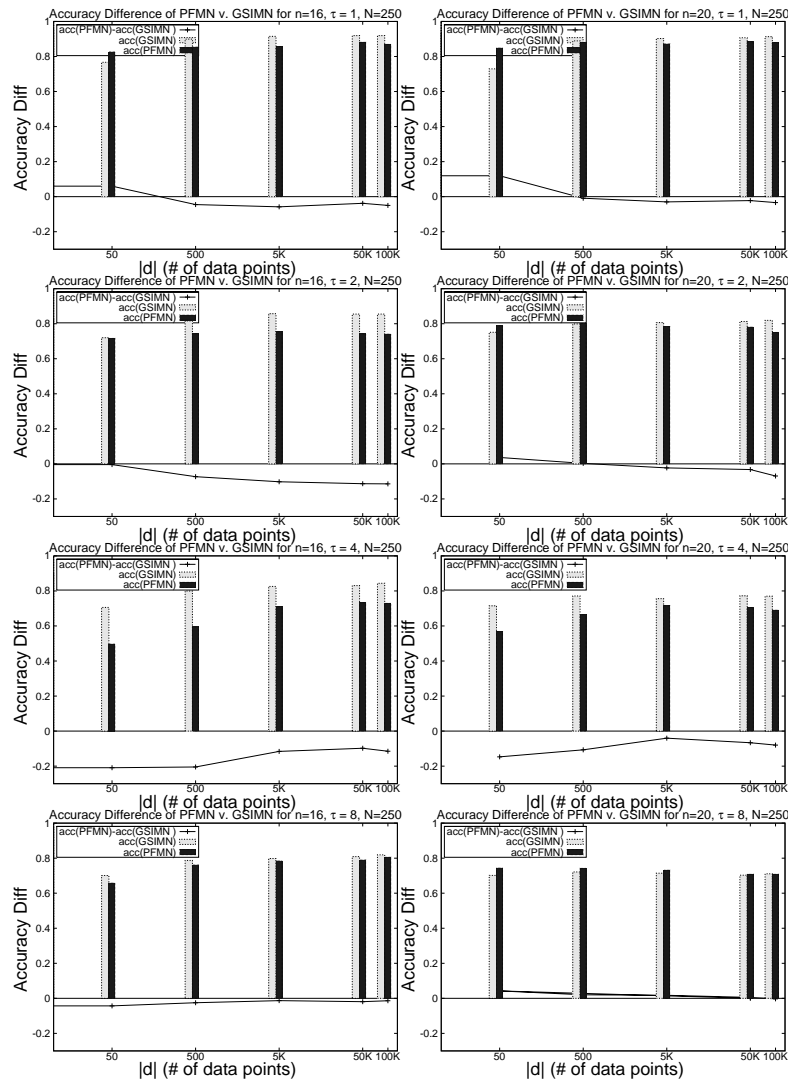 Accuracy Difference of PFMN v. GSIMN for n=16, τ = 1, N=250
acc(PFMN)-acc(GSIMN )
acc(GSIMN)
acc(PFMN)
Accuracy Diff
1
0.8
0.6
0.4
0.2
0
-0.2
50
500
5K
50K
100K
|d| (# of data points)
Accuracy Difference of PFMN v. GSIMN for n=20, τ = 1, N=250
acc(PFMN)-acc(GSIMN )
acc(GSIMN)
acc(PFMN)
Accuracy Diff
1
0.8
0.6
0.4
0.2
0
-0.2
50
500
5K
50K
100K
|d| (# of data points)
Accuracy Difference of PFMN v. GSIMN for n=16, τ = 2, N=250
acc(PFMN)-acc(GSIMN )
acc(GSIMN)
acc(PFMN)
Accuracy Diff
1
0.8
0.6
0.4
0.2
0
-0.2
50
500
5K
50K
100K
|d| (# of data points)
Accuracy Difference of PFMN v. GSIMN for n=20, τ = 2, N=250
acc(PFMN)-acc(GSIMN )
acc(GSIMN)
acc(PFMN)
Accuracy Diff
1
0.8
0.6
0.4
0.2
0
-0.2
50
500
5K
50K
100K
|d| (# of data points)
Accuracy Difference of PFMN v. GSIMN for n=16, τ = 4, N=250
acc(PFMN)-acc(GSIMN )
acc(GSIMN)
acc(PFMN)
Accuracy Diff
1
0.8
0.6
0.4
0.2
0
-0.2
50
500
5K
50K
100K
|d| (# of data points)
Accuracy Difference of PFMN v. GSIMN for n=20, τ = 4, N=250
acc(PFMN)-acc(GSIMN )
acc(GSIMN)
acc(PFMN)
Accuracy Diff
1
0.8
0.6
0.4
0.2
0
-0.2
50
500
5K
50K
100K
|d| (# of data points)
Accuracy Difference of PFMN v. GSIMN for n=16, τ = 8, N=250
acc(PFMN)-acc(GSIMN )
acc(GSIMN)
acc(PFMN)
Accuracy Diff
1
0.8
0.6
0.4
0.2
0
-0.2
50
500
5K
50K
100K
|d| (# of data points)
Accuracy Difference of PFMN v. GSIMN for n=20, τ = 8, N=250
acc(PFMN)-acc(GSIMN )
acc(GSIMN)
acc(PFMN)
Accuracy Diff
1
0.8
0.6
0.4
0.2
0
-0.2
50
500
5K
50K
100K
|d| (# of data points)